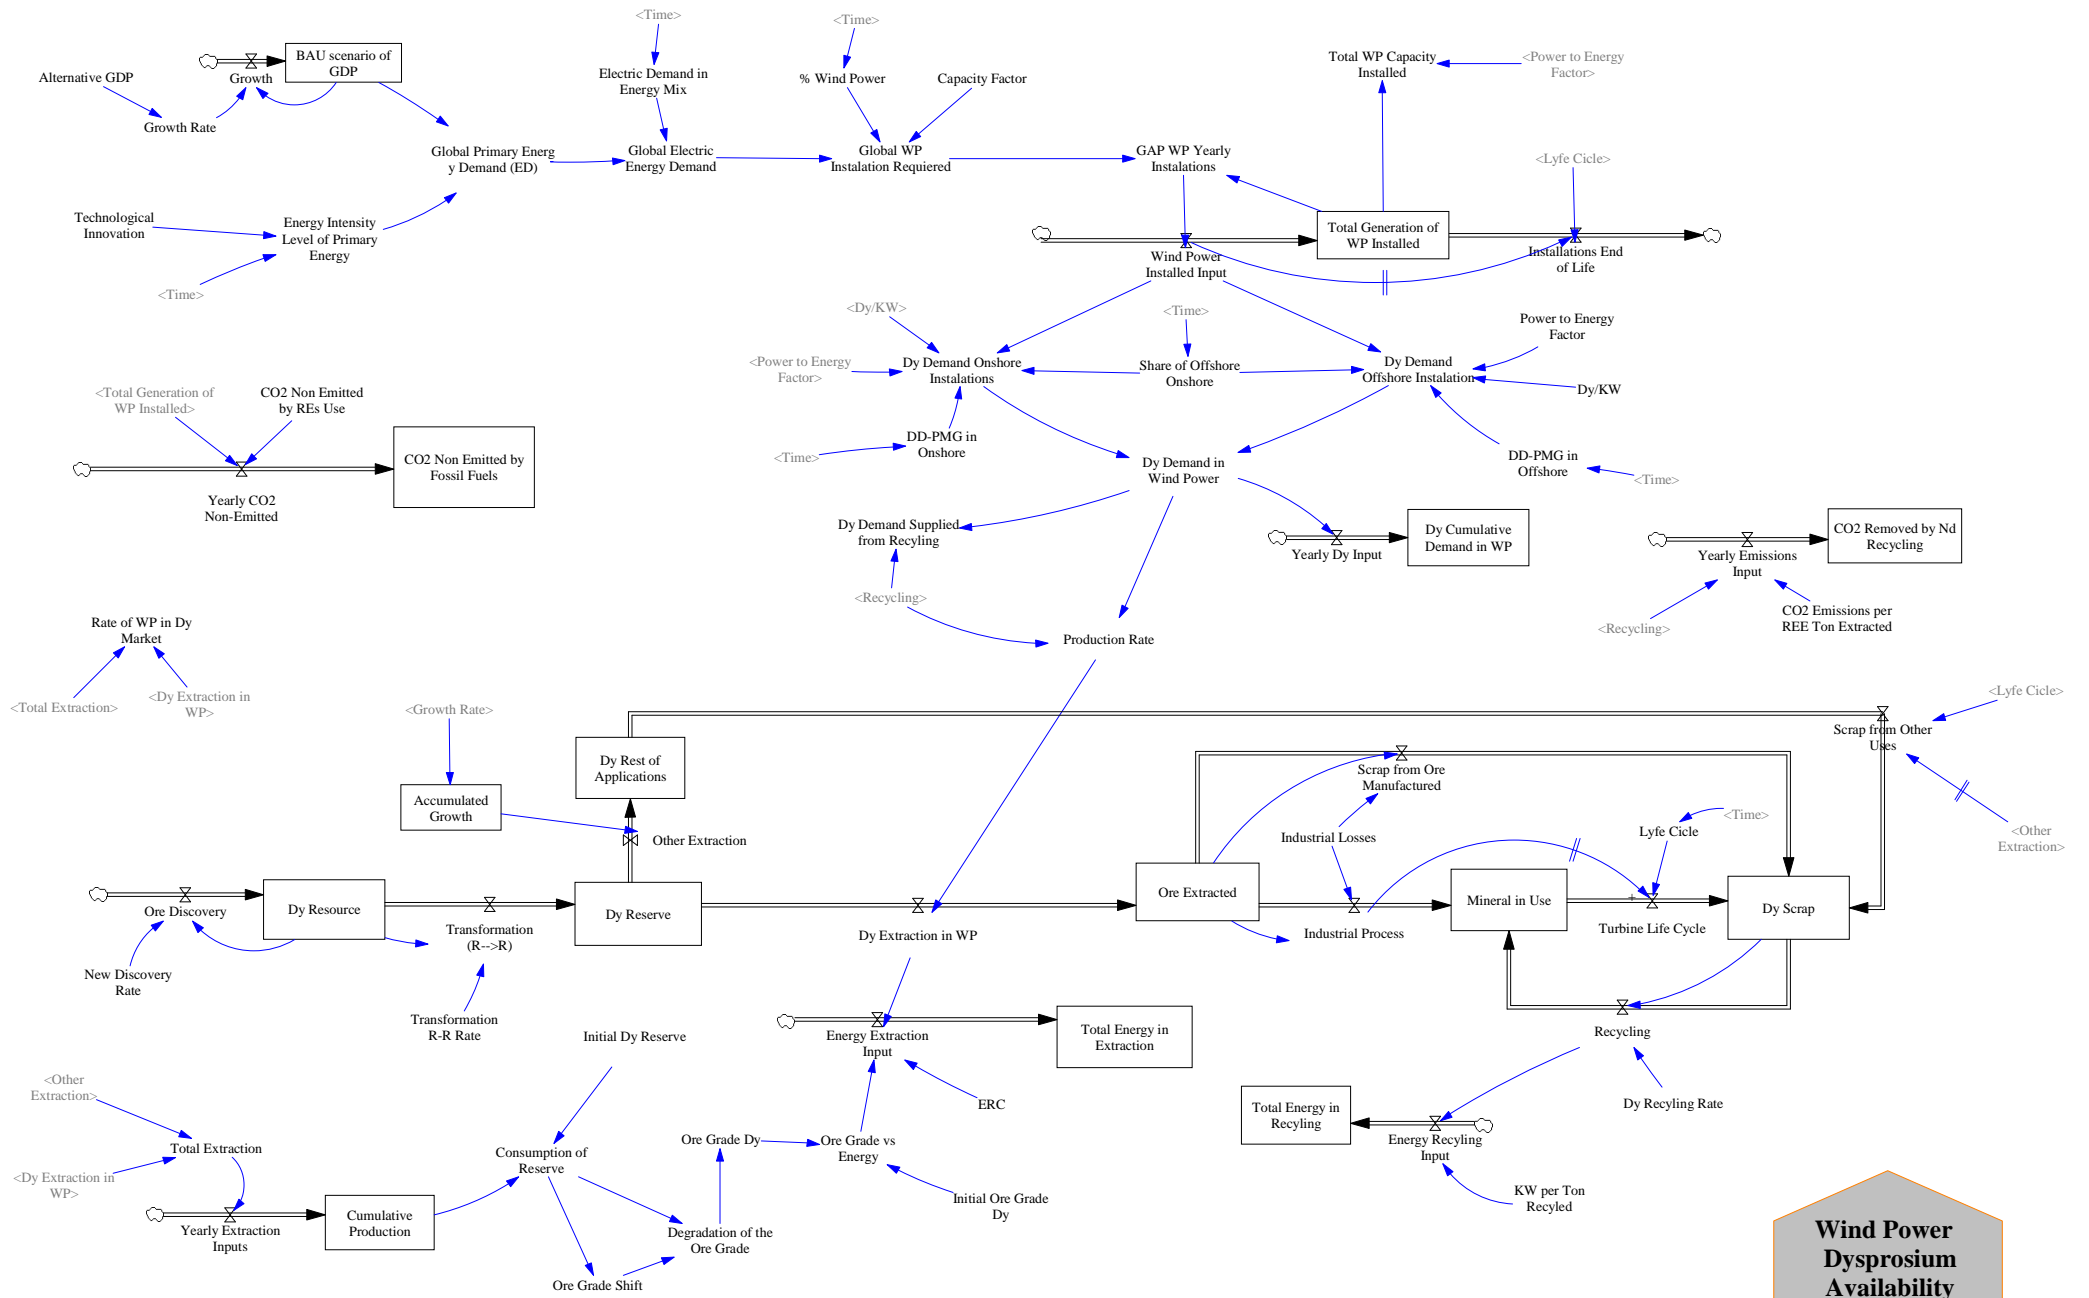 <Time>
<Time>
BAU scenario of
GDP
Growth
Alternative GDP
Growth Rate
Electric Demand in
Energy Mix
% Wind Power
Capacity Factor
Total WP Capacity
Installed
<Power to Energy
Factor>
Global Primary Energ
y Demand (ED)
Global Electric
Energy Demand
Global WP
Instalation Requiered
GAP WP Yearly
Instalations
<Lyfe Cicle>
Technological
Innovation
Energy Intensity
Level of Primary
Energy
<Time>
Total Generation of
WP Installed
Wind Power
Installed Input
Installations End
of Life
<Dy/KW>
<Time>
Power to Energy
Factor
<Power to Energy
Factor>
Dy Demand Onshore
Instalations
Share of Offshore
Onshore
Dy Demand
Offshore Instalation
Dy/KW
<Total Generation of
WP Installed>
CO2 Non Emitted
by REs Use
CO2 Non Emitted by
Fossil Fuels
Yearly CO2
Non-Emitted
<Time>
DD-PMG in
Onshore
Dy Demand in
Wind Power
DD-PMG in
Offshore
<Time>
Dy Demand Supplied
from Recyling
Yearly Dy Input
Dy Cumulative
Demand in WP
Yearly Emissions
Input
CO2 Removed by Nd
Recycling
<Recycling>
<Recycling>
CO2 Emissions per
REE Ton Extracted
Rate of WP in Dy
Market
<Total Extraction>
<Dy Extraction in
WP>
Production Rate
<Growth Rate>
Dy Rest of
Applications
Accumulated
Growth
Other Extraction
Scrap from Ore
Manufactured
Industrial Losses
Lyfe Cicle
<Time>
<Lyfe Cicle>
Scrap from Other
Uses
<Other
Extraction>
Ore Discovery
Dy Resource
New Discovery
Rate
Transformation
(R-->R)
Transformation
R-R Rate
Dy Reserve
Dy Extraction in WP
Ore Extracted
Industrial Process
Mineral in Use
Turbine Life Cycle
Dy Scrap
Initial Dy Reserve
Energy Extraction
Input
Total Energy in
Extraction
ERC
Recycling
Dy Recyling Rate
Total Energy in
Recyling
Energy Recyling
Input
KW per Ton
Recyled
<Other
Extraction>
Total Extraction
<Dy Extraction in
WP>
Yearly Extraction
Inputs
Cumulative
Production
Consumption of
Reserve
Ore Grade Dy
Ore Grade vs
Energy
Initial Ore Grade
Dy
Degradation of the
Ore Grade
Ore Grade Shift
Wind Power
Dysprosium
Availability